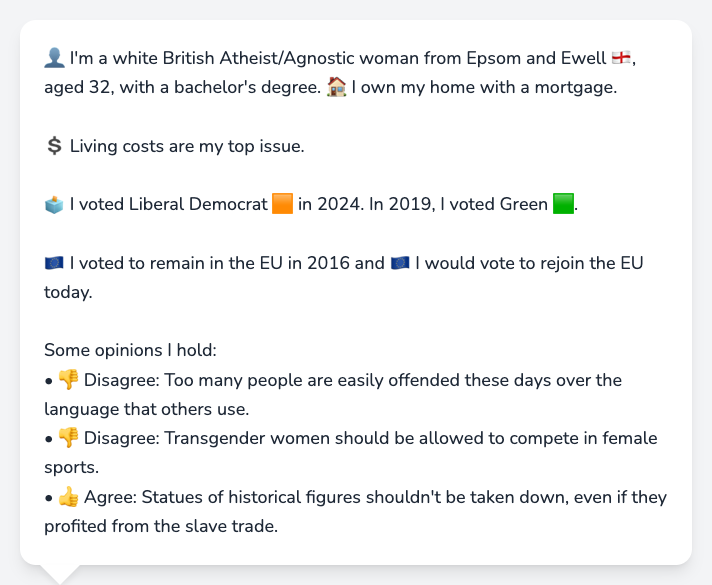 👤 I'm a white British Atheist/Agnostic woman from Epsom and Ewell 🏴󠁧󠁢󠁥󠁮󠁧󠁿,
aged 32, with a bachelor's degree. 🏠 I own my home with a mortgage.
💲 Living costs are my top issue.
🗳️ I voted Liberal Democrat 🟧 in 2024. In 2019, I voted Green 🟩.
🇪🇺 I voted to remain in the EU in 2016 and 🇪🇺 I would vote to rejoin the EU
today.
Some opinions I hold:
• 👎 Disagree: Too many people are easily offended these days over the
language that others use.
• 👎 Disagree: Transgender women should be allowed to compete in female
sports.
• 👍 Agree: Statues of historical figures shouldn't be taken down, even if they
profited from the slave trade.